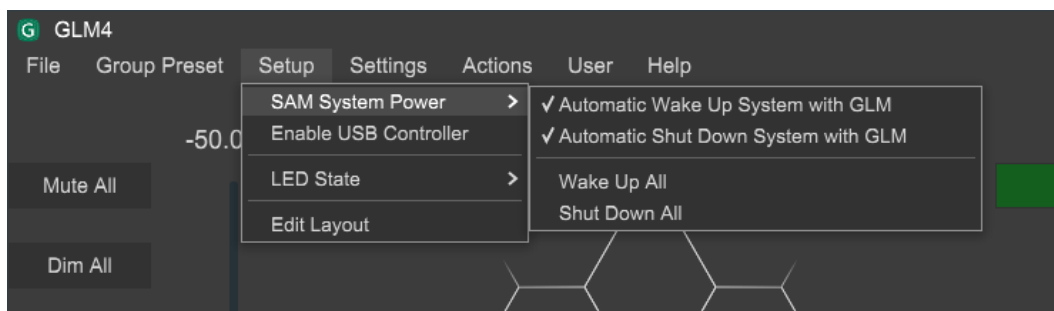 G GLM4
File Group Preset Setup Settings Actions User Help
SAM System Power >
✓ Automatic Wake Up System with GLM
Enable USB Controller
✓ Automatic Shut Down System with GLM
-50.0
Mute All
LED State >
Wake Up All
Shut Down All
Edit Layout
Dim All